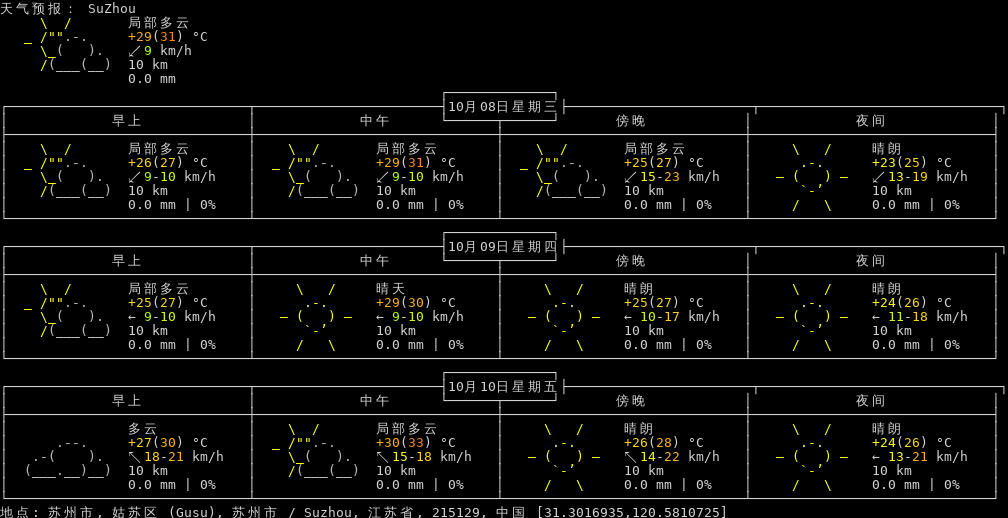 天气预报： SuZhou
局部多云
+29(31) °C
↙ 9 km/h
10 km
0.0 mm
10月08日星期三
早上 中午 傍晚 夜间
局部多云 局部多云 局部多云 晴朗
+26(27) °C +29(31) °C +25(27) °C +23(25) °C
↙ 9-10 km/h ↙ 9-10 km/h ↙ 15-23 km/h ↙ 13-19 km/h
10 km 10 km 10 km 10 km
0.0 mm | 0% 0.0 mm | 0% 0.0 mm | 0% 0.0 mm | 0%
10月09日星期四
早上 中午 傍晚 夜间
局部多云 晴天 晴朗 晴朗
+25(27) °C +29(30) °C +25(27) °C +24(26) °C
← 9-10 km/h ← 9-10 km/h ← 10-17 km/h ← 11-18 km/h
10 km 10 km 10 km 10 km
0.0 mm | 0% 0.0 mm | 0% 0.0 mm | 0% 0.0 mm | 0%
10月10日星期五
早上 中午 傍晚 夜间
多云 局部多云 晴朗 晴朗
+27(30) °C +30(33) °C +26(28) °C +24(26) °C
↖ 18-21 km/h ↖ 15-18 km/h ↖ 14-22 km/h ← 13-21 km/h
10 km 10 km 10 km 10 km
0.0 mm | 0% 0.0 mm | 0% 0.0 mm | 0% 0.0 mm | 0%
地点: 苏州市, 姑苏区 (Gusu), 苏州市 / Suzhou, 江苏省, 215129, 中国 [31.3016935,120.5810725]